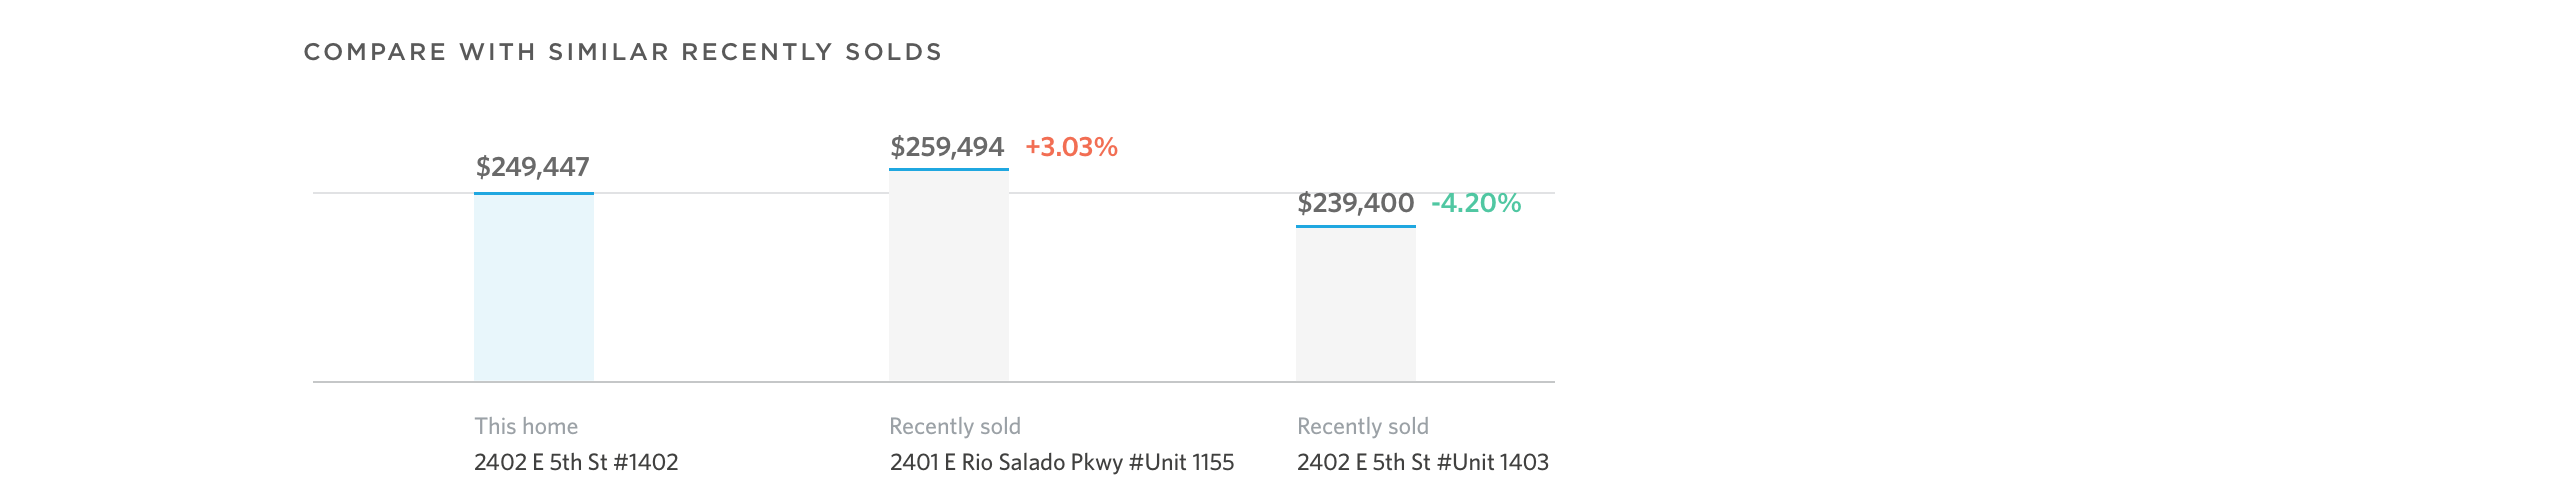 COMPARE WITH SIMILAR RECENTLY SOLDS
$249,447
$259,494 +3.03%
$239,400 -4.20%
This home
2402 E 5th St #1402
Recently sold
2401 E Rio Salado Pkwy #Unit 1155
Recently sold
2402 E 5th St #Unit 1403